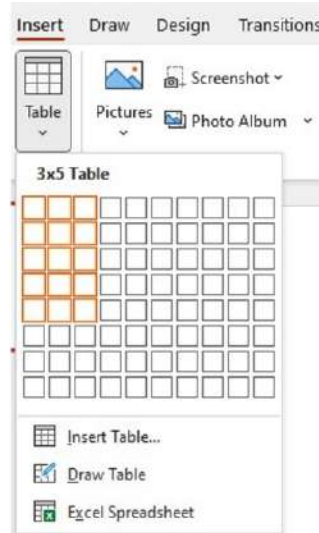 Insert Draw Design Transitions
Table
Pictures
Screenshot
Photo Album
3x5 Table
Insert Table...
Draw Table
Excel Spreadsheet